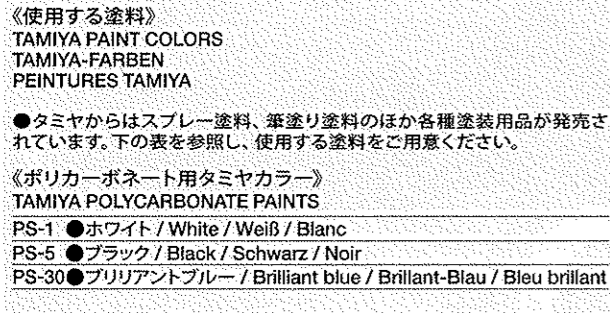 《使用する塗料》
TAMIYA PAINT COLORS
TAMIYA-FARBEN
PEINTURES TAMIYA
●タミヤからはスプレー塗料、筆塗り塗料のほか各種塗装用品が発売さ
れています。下の表を参照し、使用する塗料をご用意ください。
《ポリカーボネート用タミヤカラー》
TAMIYA POLYCARBONATE PAINTS
PS-1 ●ホワイト / White / Weiß / Blanc
PS-5 ●ブラック / Black / Schwarz / Noir
PS-30●ブリリアントブルー / Brilliant blue / Brillant-Blau / Bleu brillant